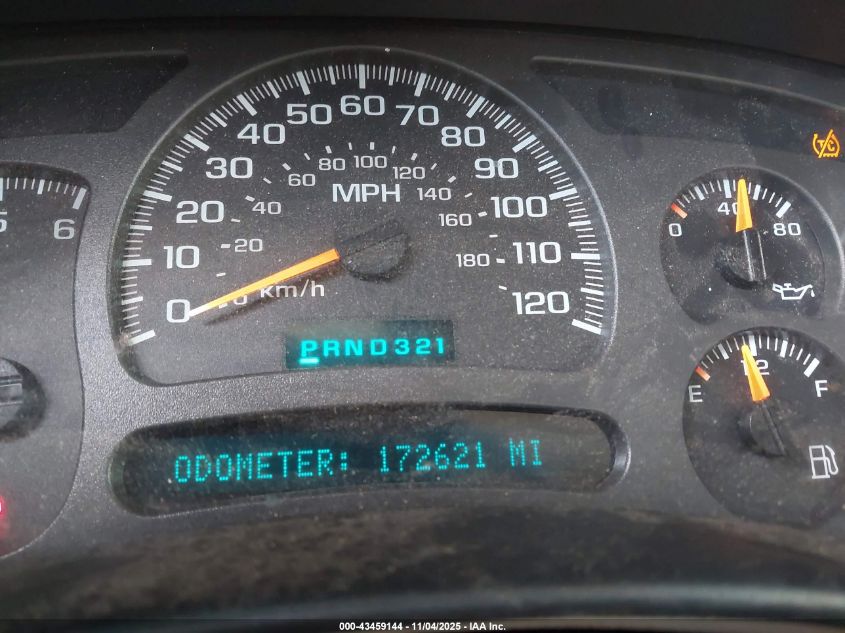 60
50 70
40 80
30 90
20 100
10 110
0 120
60 80 100 120
40 140
20 160
0 180
MPH
km/h
5 6
PRND321
ODOMETER: 172621 MI
T/C
0 40 80
E 1/2 F
000-43459144 - 11/04/2025 - IAA Inc.